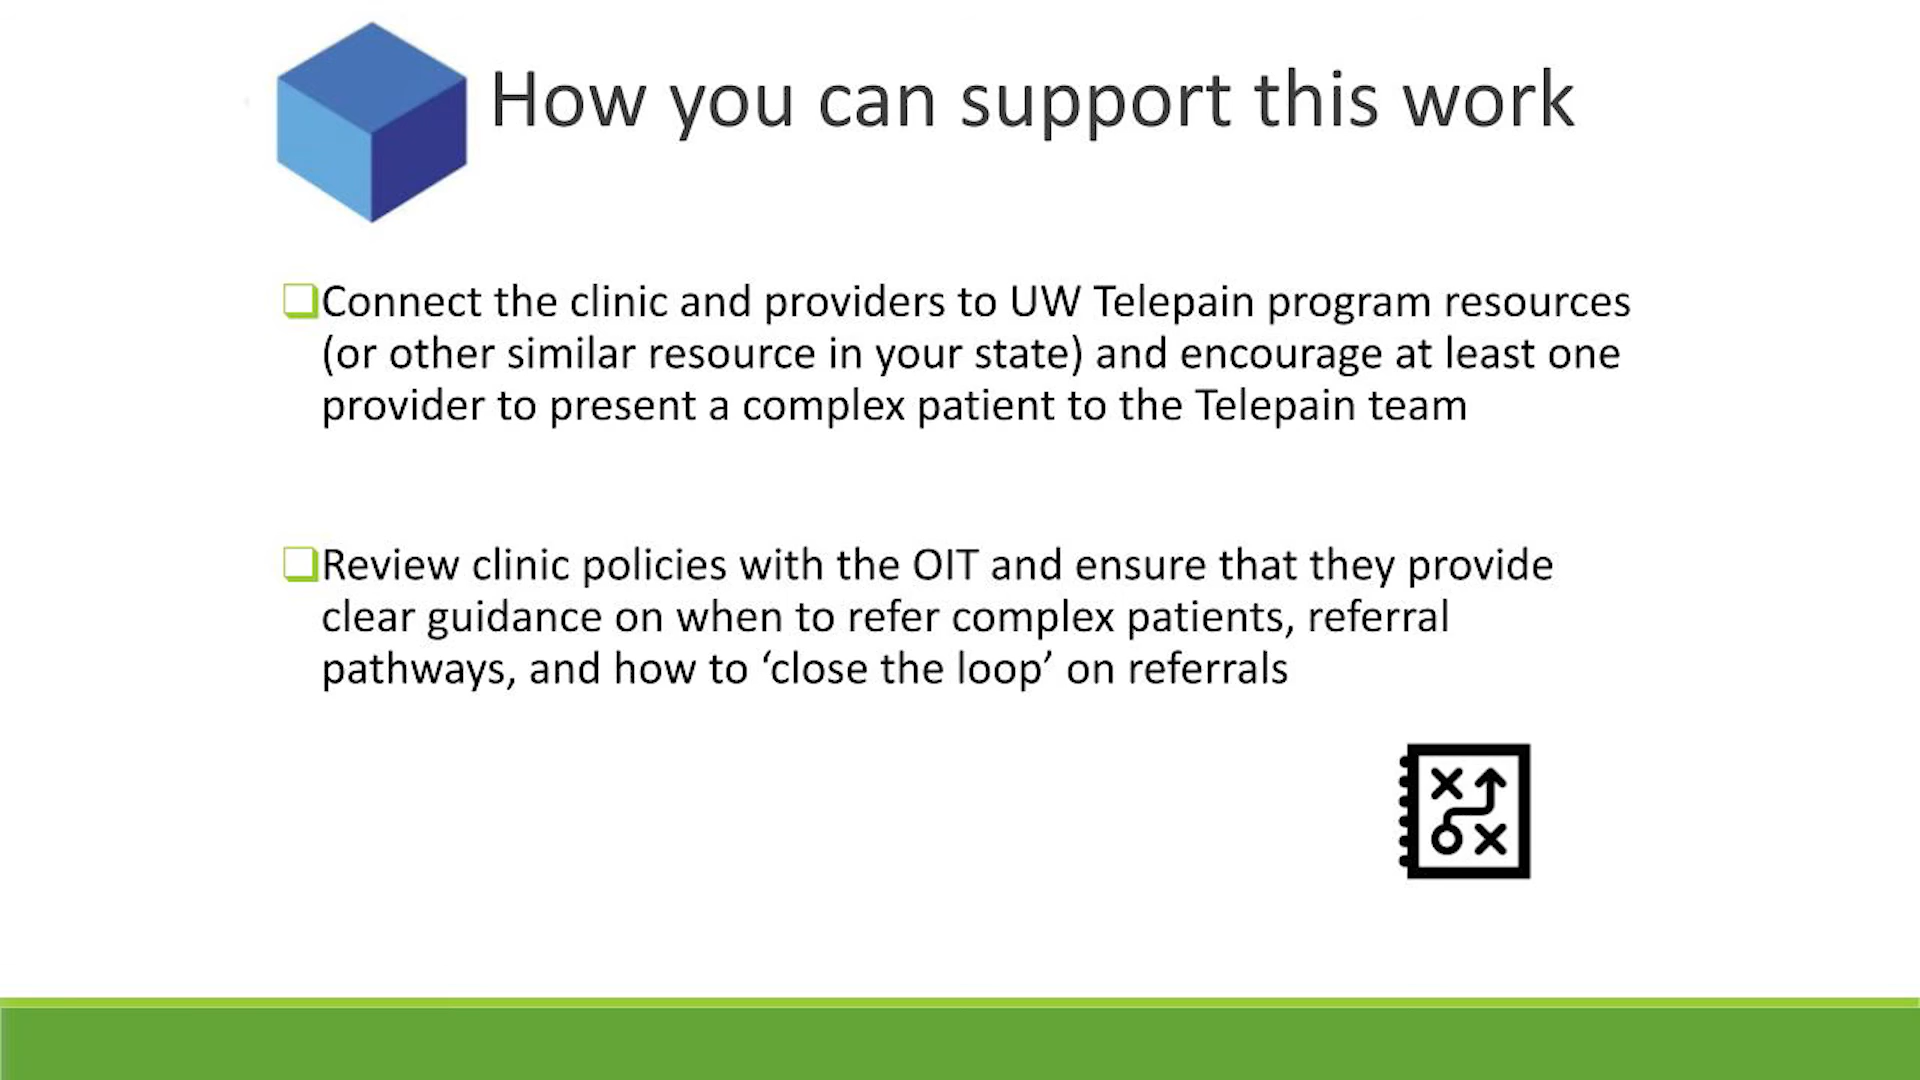 How you can support this work
Connect the clinic and providers to UW Telepain program resources
(or other similar resource in your state) and encourage at least one
provider to present a complex patient to the Telepain team
Review clinic policies with the OIT and ensure that they provide
clear guidance on when to refer complex patients, referral
pathways, and how to ‘close the loop’ on referrals